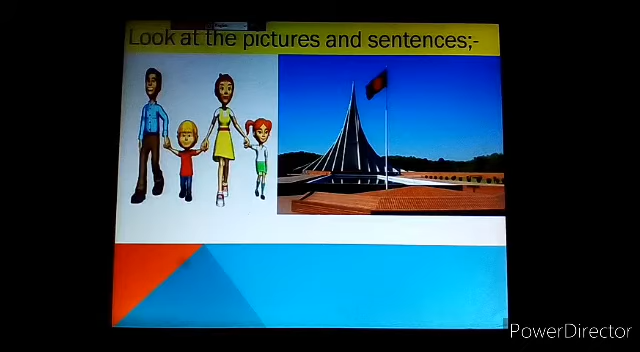 Look at the pictures and sentences;-
PowerDirector